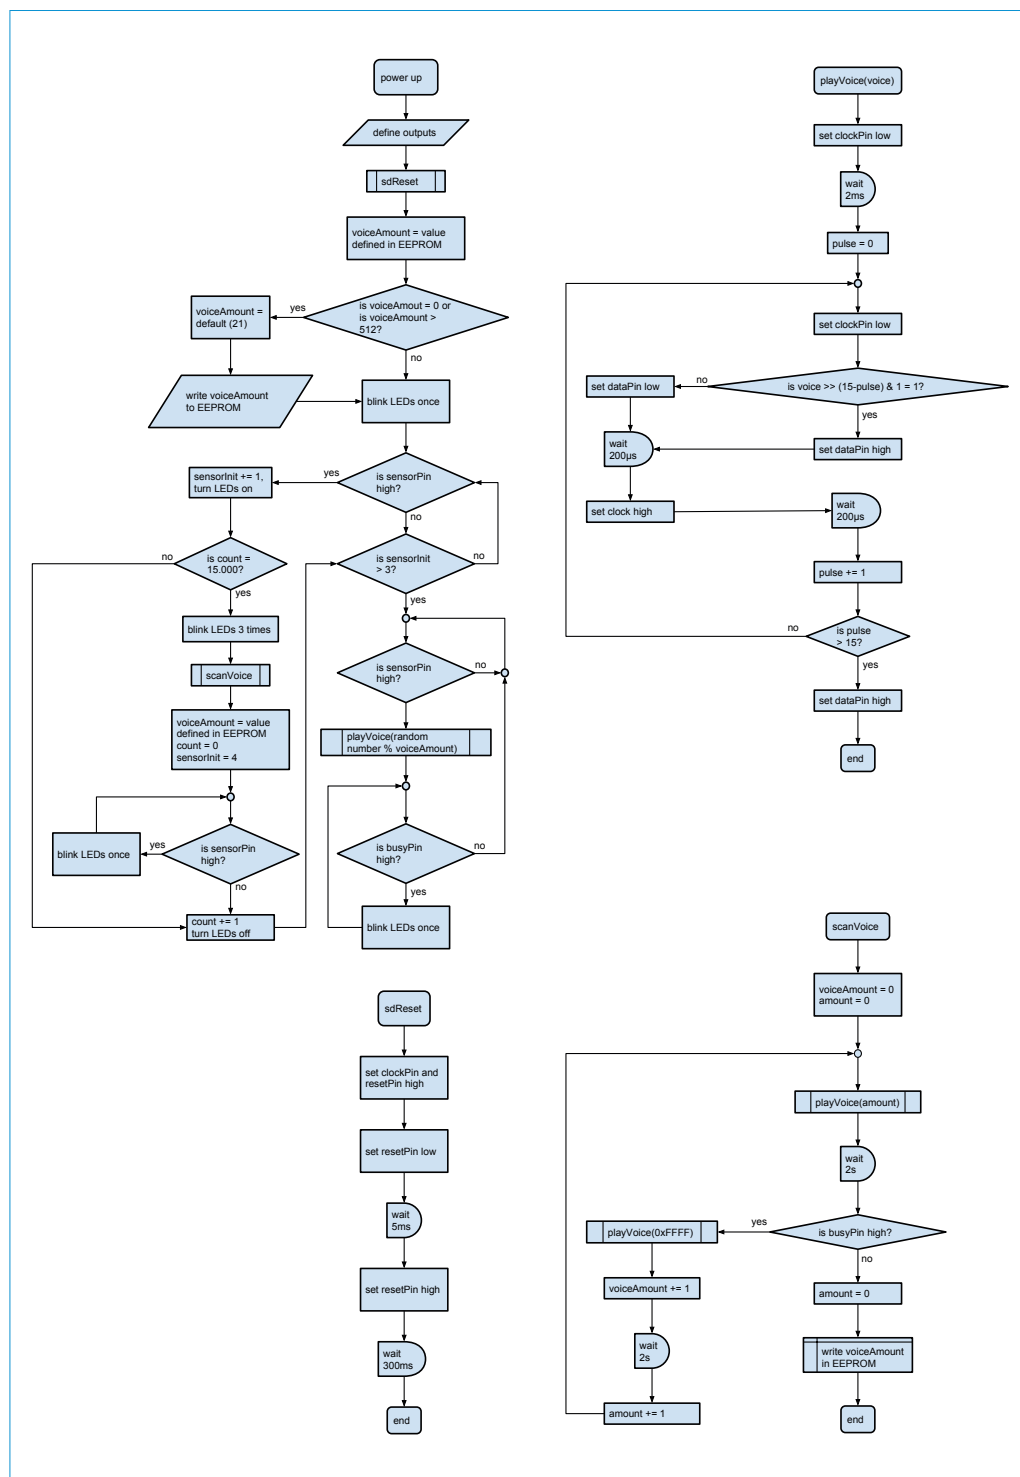 power up
define outputs
sdReset
voiceAmount = value
defined in EEPROM
is voiceAmout = 0 or
is voiceAmount >
512?
yes
no
voiceAmount =
default (21)
write voiceAmount
to EEPROM
blink LEDs once
is sensorPin
high?
yes
no
sensorInit += 1,
turn LEDs on
is count =
15.000?
no
yes
is sensorInit
> 3?
no
yes
blink LEDs 3 times
scanVoice
voiceAmount = value
defined in EEPROM
count = 0
sensorInit = 4
is sensorPin
high?
yes
no
blink LEDs once
count += 1
turn LEDs off
is sensorPin
high?
no
playVoice(random
number % voiceAmount)
is busyPin
high?
no
yes
blink LEDs once
playVoice(voice)
set clockPin low
wait
2ms
pulse = 0
set clockPin low
is voice >> (15-pulse) & 1 = 1?
no
yes
set dataPin low
set dataPin high
wait
200µs
set clock high
wait
200µs
pulse += 1
is pulse
> 15?
no
yes
set dataPin high
end
sdReset
set clockPin and
resetPin high
set resetPin low
wait
5ms
set resetPin high
wait
300ms
end
scanVoice
voiceAmount = 0
amount = 0
playVoice(amount)
wait
2s
is busyPin high?
yes
no
playVoice(0xFFFF)
voiceAmount += 1
wait
2s
amount += 1
amount = 0
write voiceAmount
in EEPROM
end